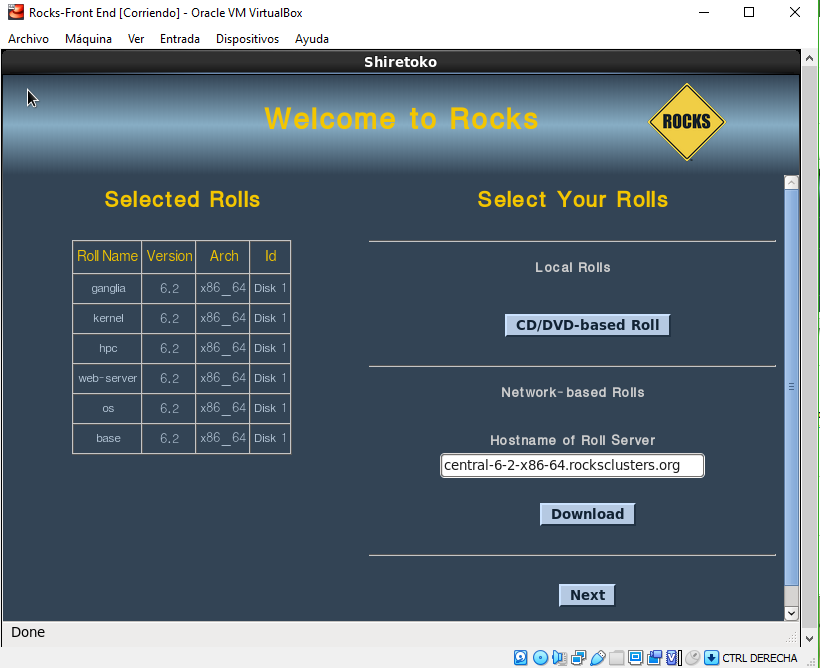 Rocks-Front End [Corriendo] - Oracle VM VirtualBox
Archivo Máquina Ver Entrada Dispositivos Ayuda
Shiretoko
Welcome to Rocks
ROCKS
Selected Rolls
Roll Name Version Arch Id
ganglia 6.2 x86_64 Disk 1
kernel 6.2 x86_64 Disk 1
hpc 6.2 x86_64 Disk 1
web-server 6.2 x86_64 Disk 1
os 6.2 x86_64 Disk 1
base 6.2 x86_64 Disk 1
Select Your Rolls
Local Rolls
CD/DVD-based Roll
Network-based Rolls
Hostname of Roll Server
central-6-2-x86-64.rocksclusters.org
Download
Next
Done
CTRL DERECHA